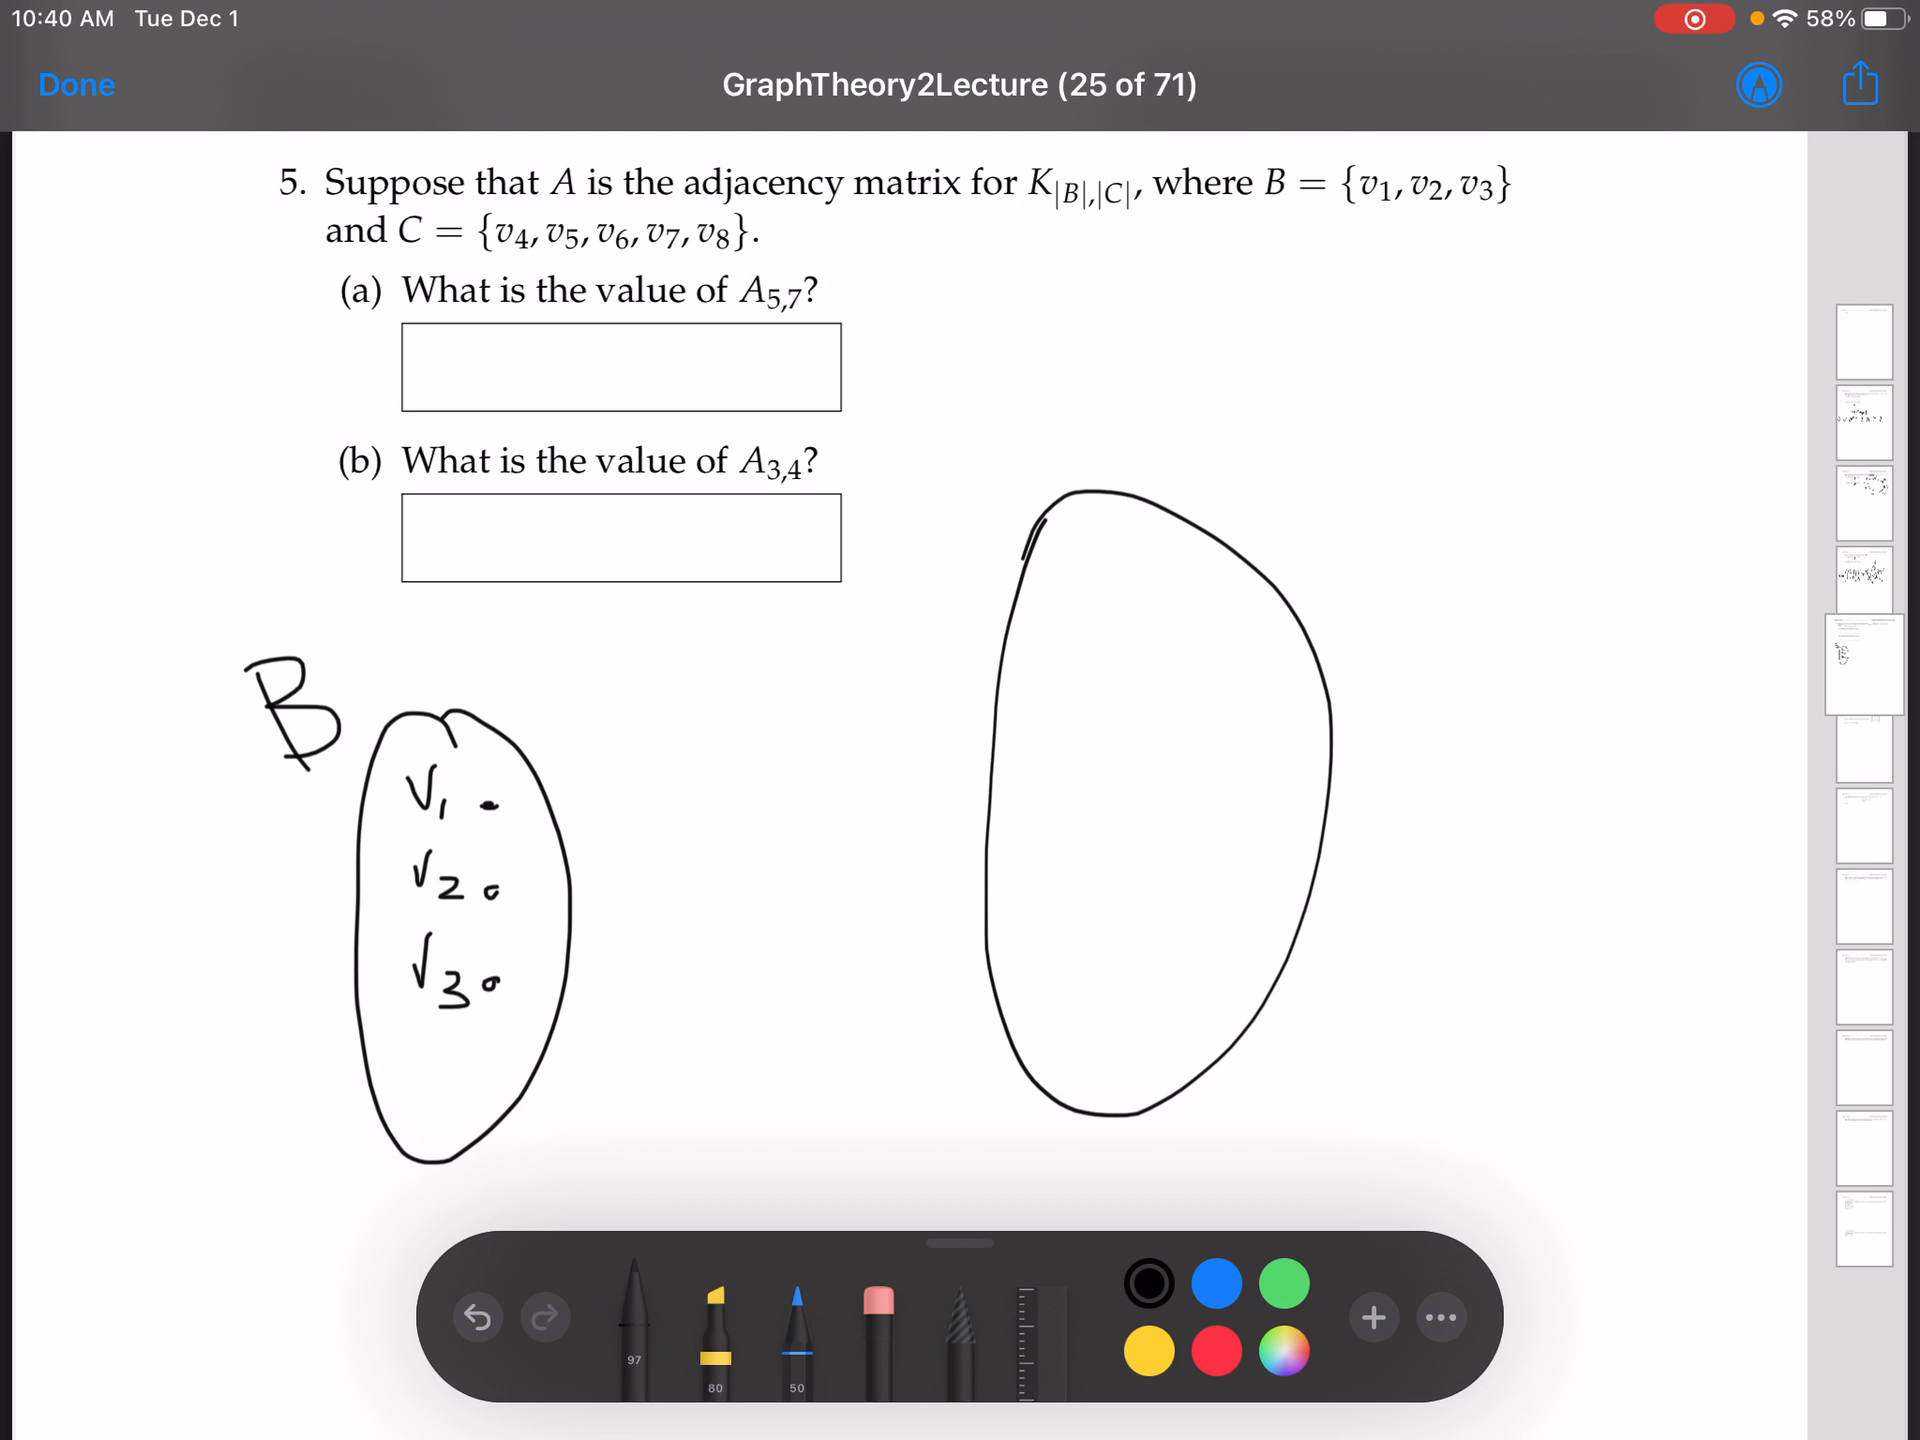 10:40 AM Tue Dec 1
58%
Done
GraphTheory2Lecture (25 of 71)
5. Suppose that A is the adjacency matrix for K|B|,|C|, where B = {v1, v2, v3}
and C = {v4, v5, v6, v7, v8}.
(a) What is the value of A5,7?
(b) What is the value of A3,4?
B
V1
V2
V3
97
80
50